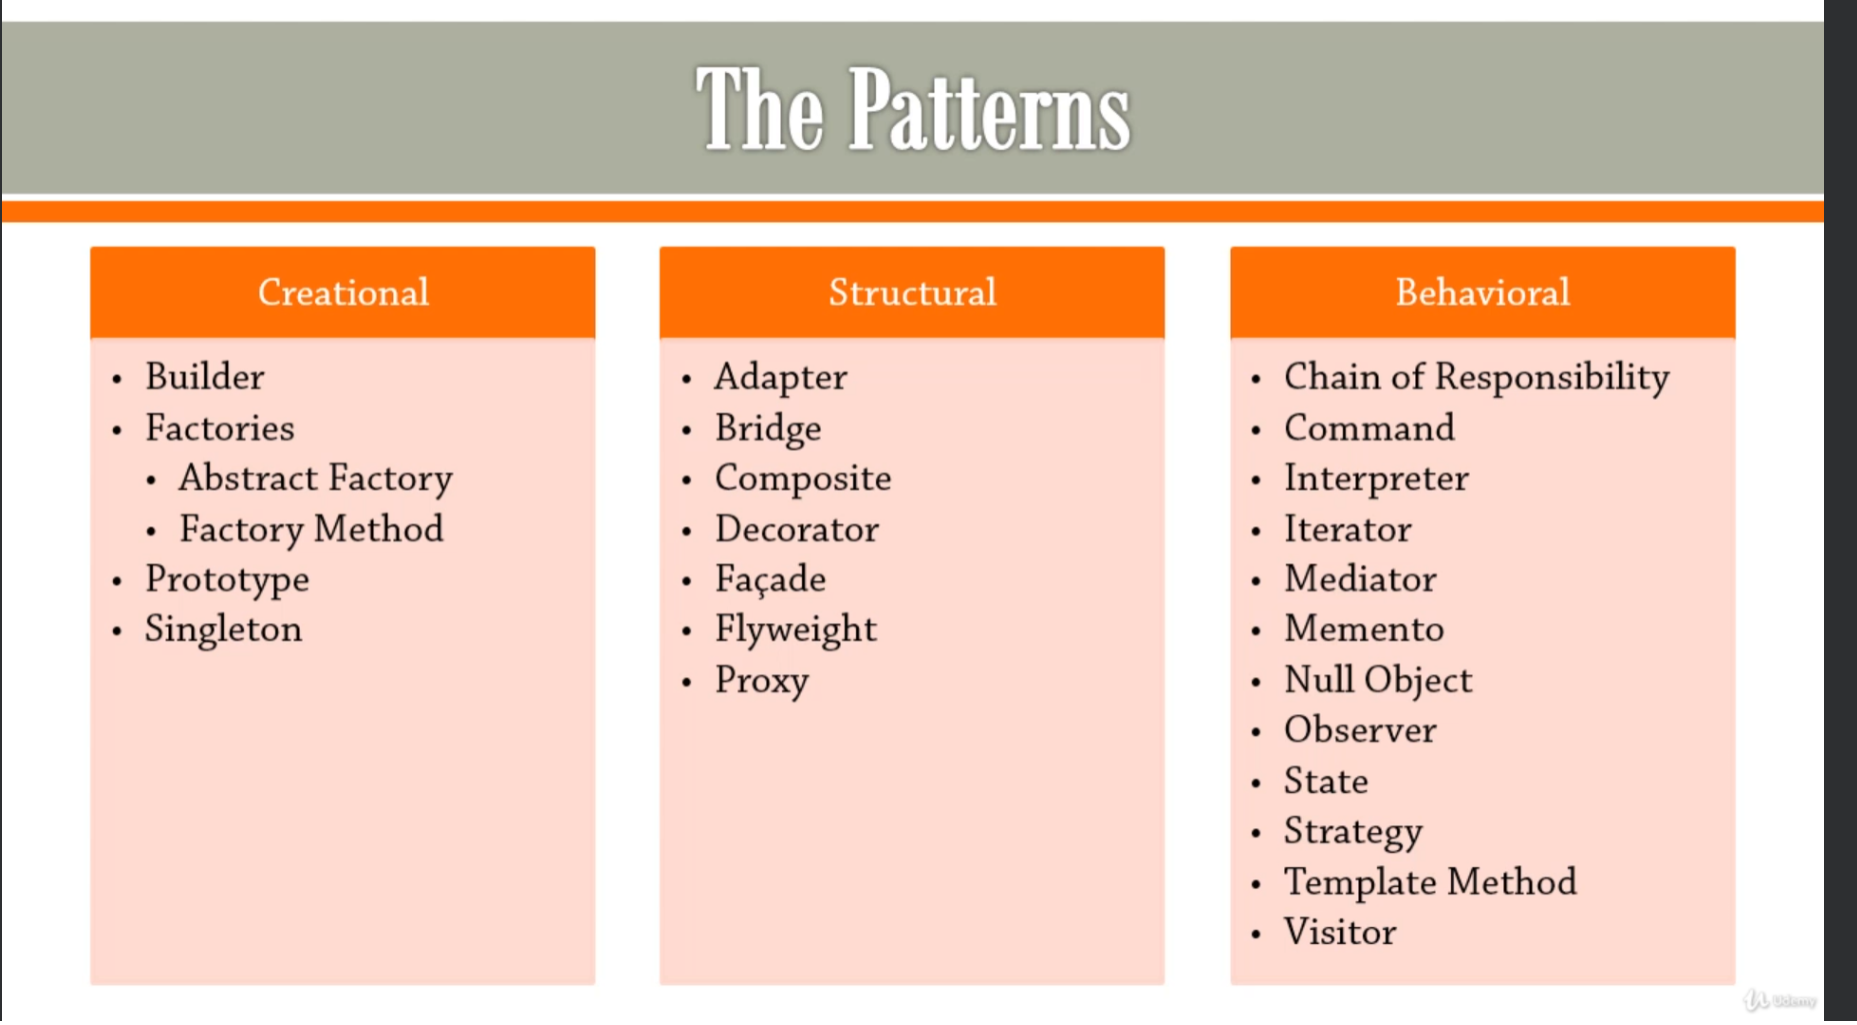 The Patterns
Creational
• Builder
• Factories
• Abstract Factory
• Factory Method
• Prototype
• Singleton
Structural
• Adapter
• Bridge
• Composite
• Decorator
• Façade
• Flyweight
• Proxy
Behavioral
• Chain of Responsibility
• Command
• Interpreter
• Iterator
• Mediator
• Memento
• Null Object
• Observer
• State
• Strategy
• Template Method
• Visitor
Udemy